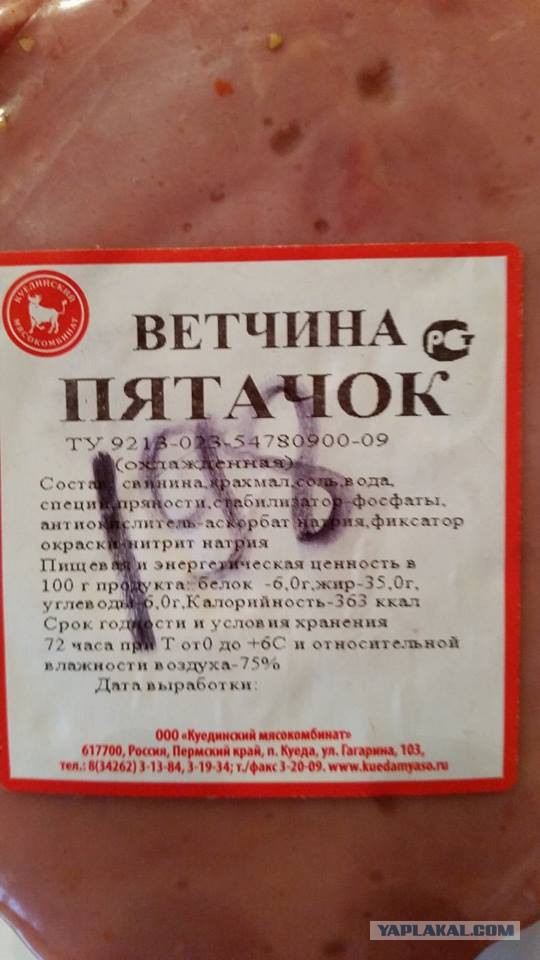 КУЕДИНСКИЙ
МЯСОКОМБИНАТ
ВЕТЧИНА
РСТ
ПЯТАЧОК
ТУ 9213-023-54780900-09
(охлажденная)
Состав: свинина,крахмал,соль,вода,
специи,пряности,стабилизатор-фосфаты,
антиокислитель-аскорбат натрия,фиксатор
окраски-нитрит натрия
Пищевая и энергетическая ценность в
100 г продукта: белок -6,0г,жир-35,0г,
углеводы-6,0г,Калорийность-363 ккал
Срок годности и условия хранения
72 часа при Т от0 до +6С и относительной
влажности воздуха-75%
Дата выработки:
ООО «Куединский мясокомбинат»
617700, Россия, Пермский край, п. Куеда, ул. Гагарина, 103,
тел.: 8(34262) 3-13-84, 3-19-34; т./факс 3-20-09. www.kuedamyaso.ru
YAPLAKAL.COM